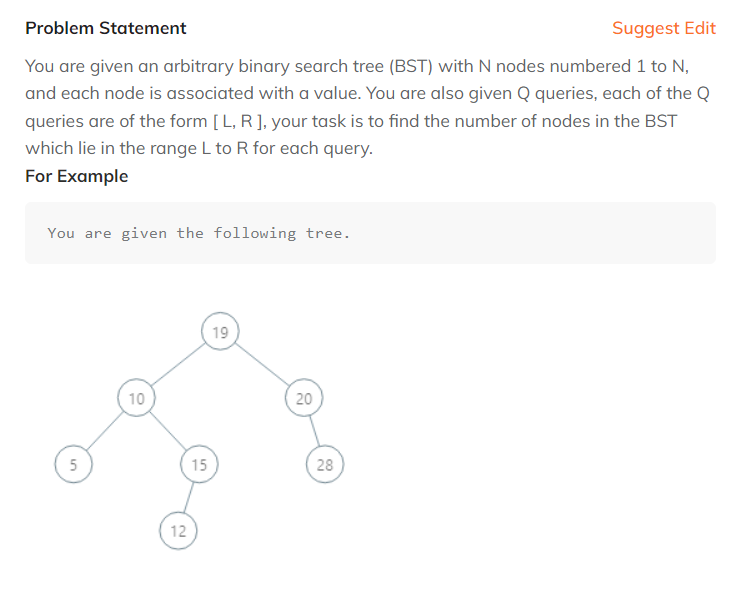 Problem Statement
Suggest Edit
You are given an arbitrary binary search tree (BST) with N nodes numbered 1 to N,
and each node is associated with a value. You are also given Q queries, each of the Q
queries are of the form [ L, R ], your task is to find the number of nodes in the BST
which lie in the range L to R for each query.
For Example
You are given the following tree.
19
10
20
5
15
28
12